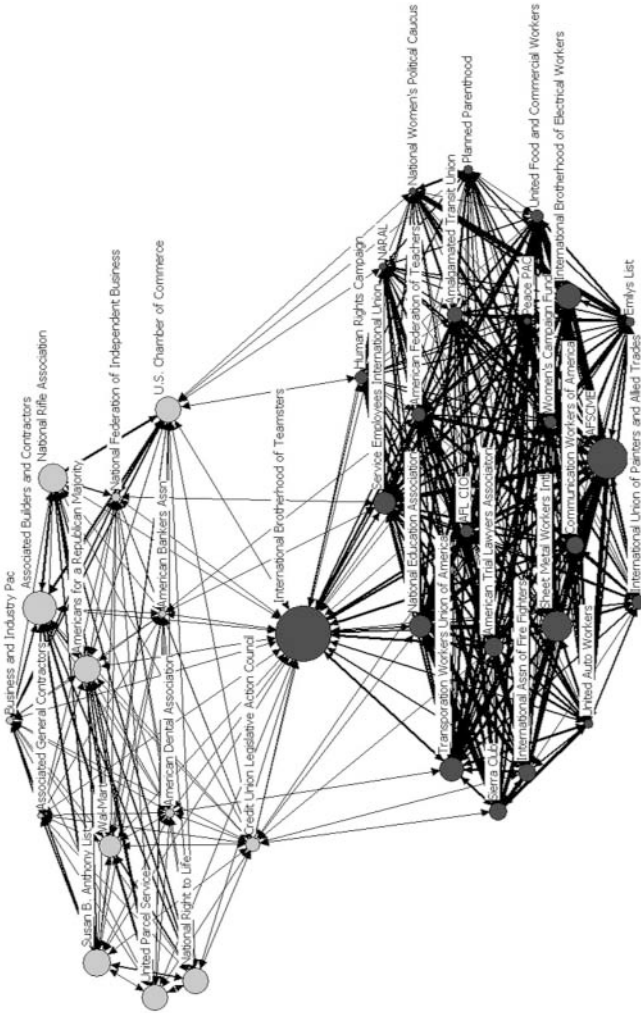 Business and Industry Pac
Associated General Contractors
Associated Builders and Contractors
National Rifle Association
Susan B. Anthony List
Wal-Mart
Americans for a Republican Majority
National Federation of Independent Business
United Parcel Service
American Dental Association
American Bankers Assn
U.S. Chamber of Commerce
National Right to Life
Credit Union Legislative Action Council
International Brotherhood of Teamsters
Human Rights Campaign
Service Employees International Union
NARAL
National Women's Political Caucus
National Education Association
American Federation of Teachers
Transporation Workers Union of America
AFL CIO
Amalgamated Transit Union
Planned Parenthood
Sierra Club
American Trial Lawyers Association
International Assn of Fire Fighters
Peace PAC
United Food and Commercial Workers
Sheet Metal Workers Int
Women's Campaign Fund
International Brotherhood of Electrical Workers
United Auto Workers
Communication Workers of America
AFSCME
Emilys List
International Union of Painters and Allied Trades